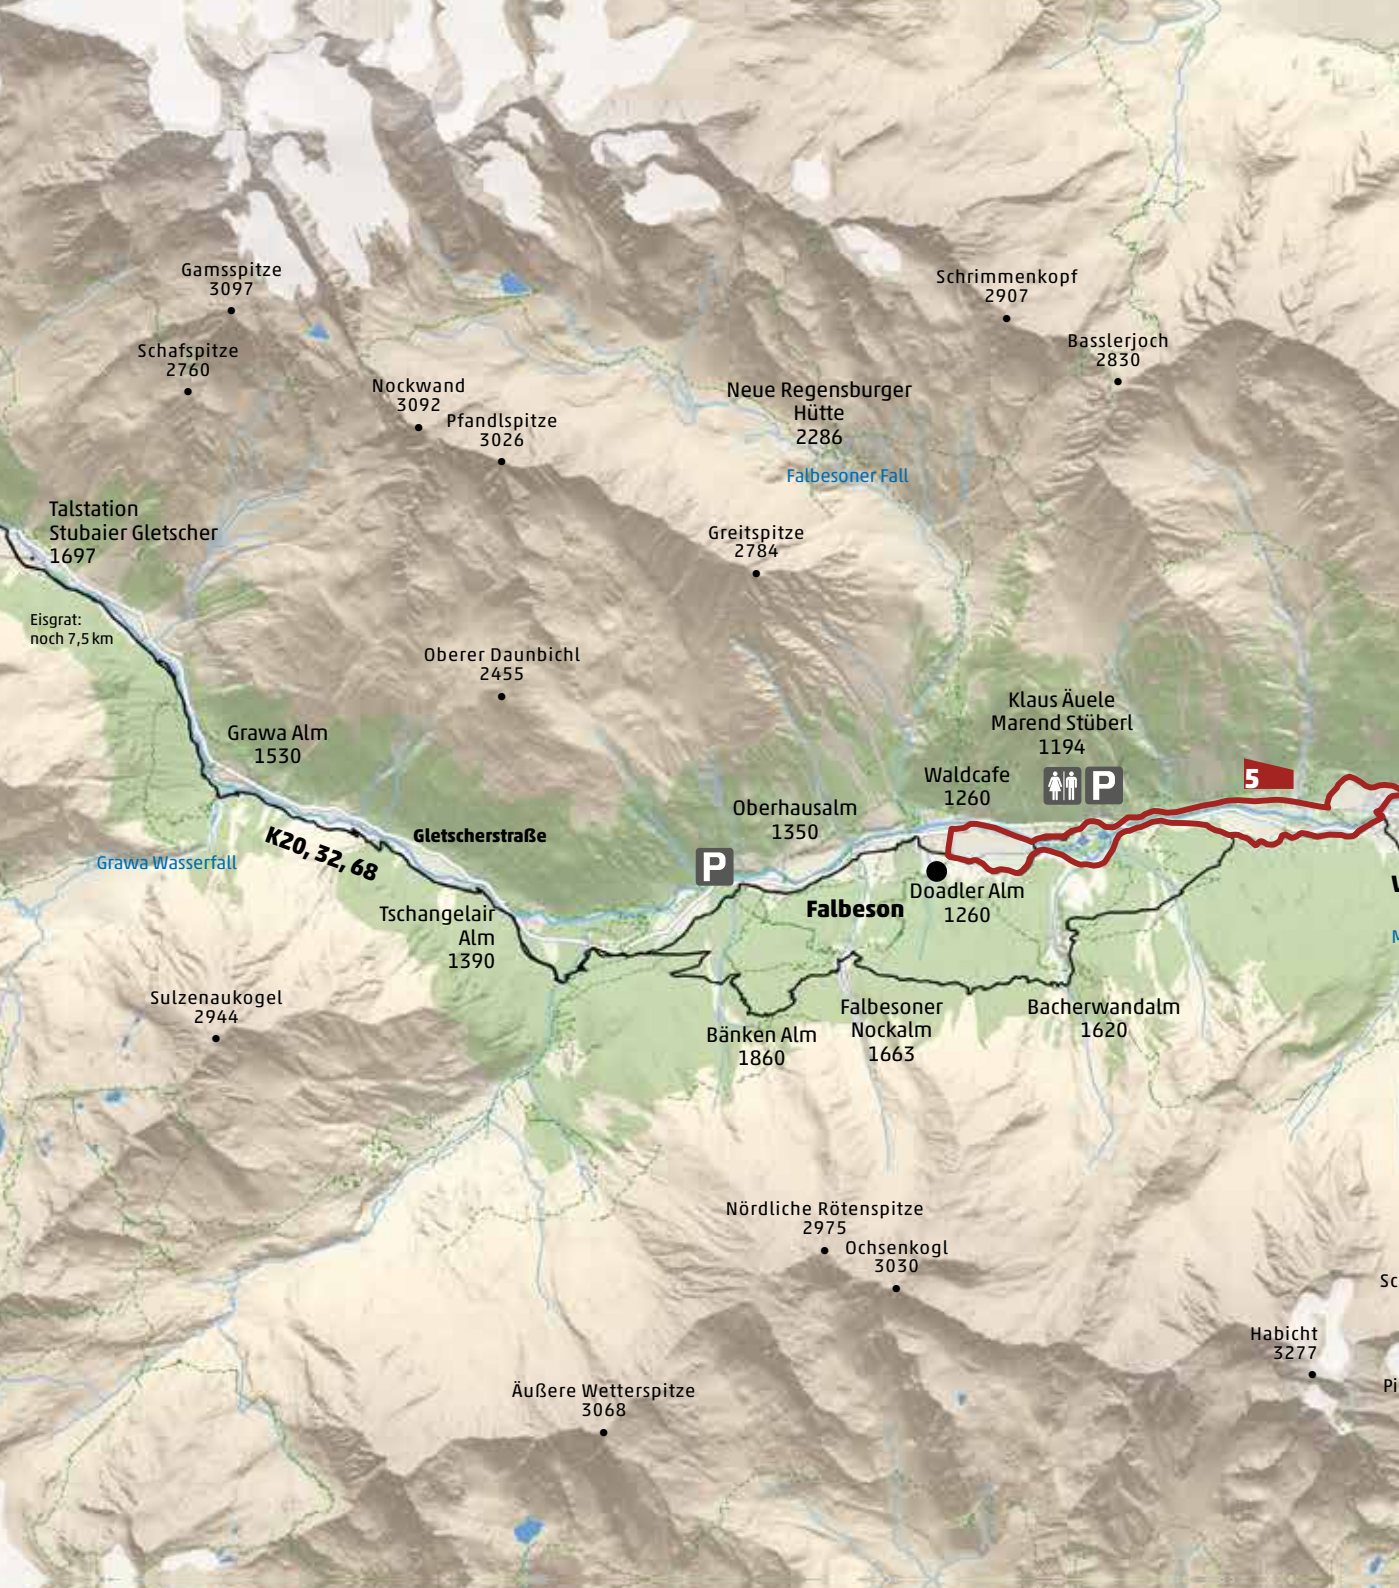 Gamsspitze
3097
Schrimmenkopf
2907
Schafspitze
2760
Basslerjoch
2830
Nockwand
3092
Pfandlspitze
3026
Neue Regensburger
Hütte
2286
Falbesoner Fall
Talstation
Stubaier Gletscher
1697
Greitspitze
2784
Eisgrat:
noch 7,5 km
Oberer Daunbichl
2455
Klaus Äuele
Marend Stüberl
1194
Grawa Alm
1530
Waldcafe
1260
P
5
Oberhausalm
1350
Gletscherstraße
K20, 32, 68
Grawa Wasserfall
P
Doadler Alm
1260
Falbeson
Tschangelair
Alm
1390
Sulzenaukogel
2944
Bänken Alm
1860
Falbesoner
Nockalm
1663
Bacherwandalm
1620
Nördliche Rötenspitze
2975
Ochsenkogl
3030
Sc
Habicht
3277
Pi
Äußere Wetterspitze
3068